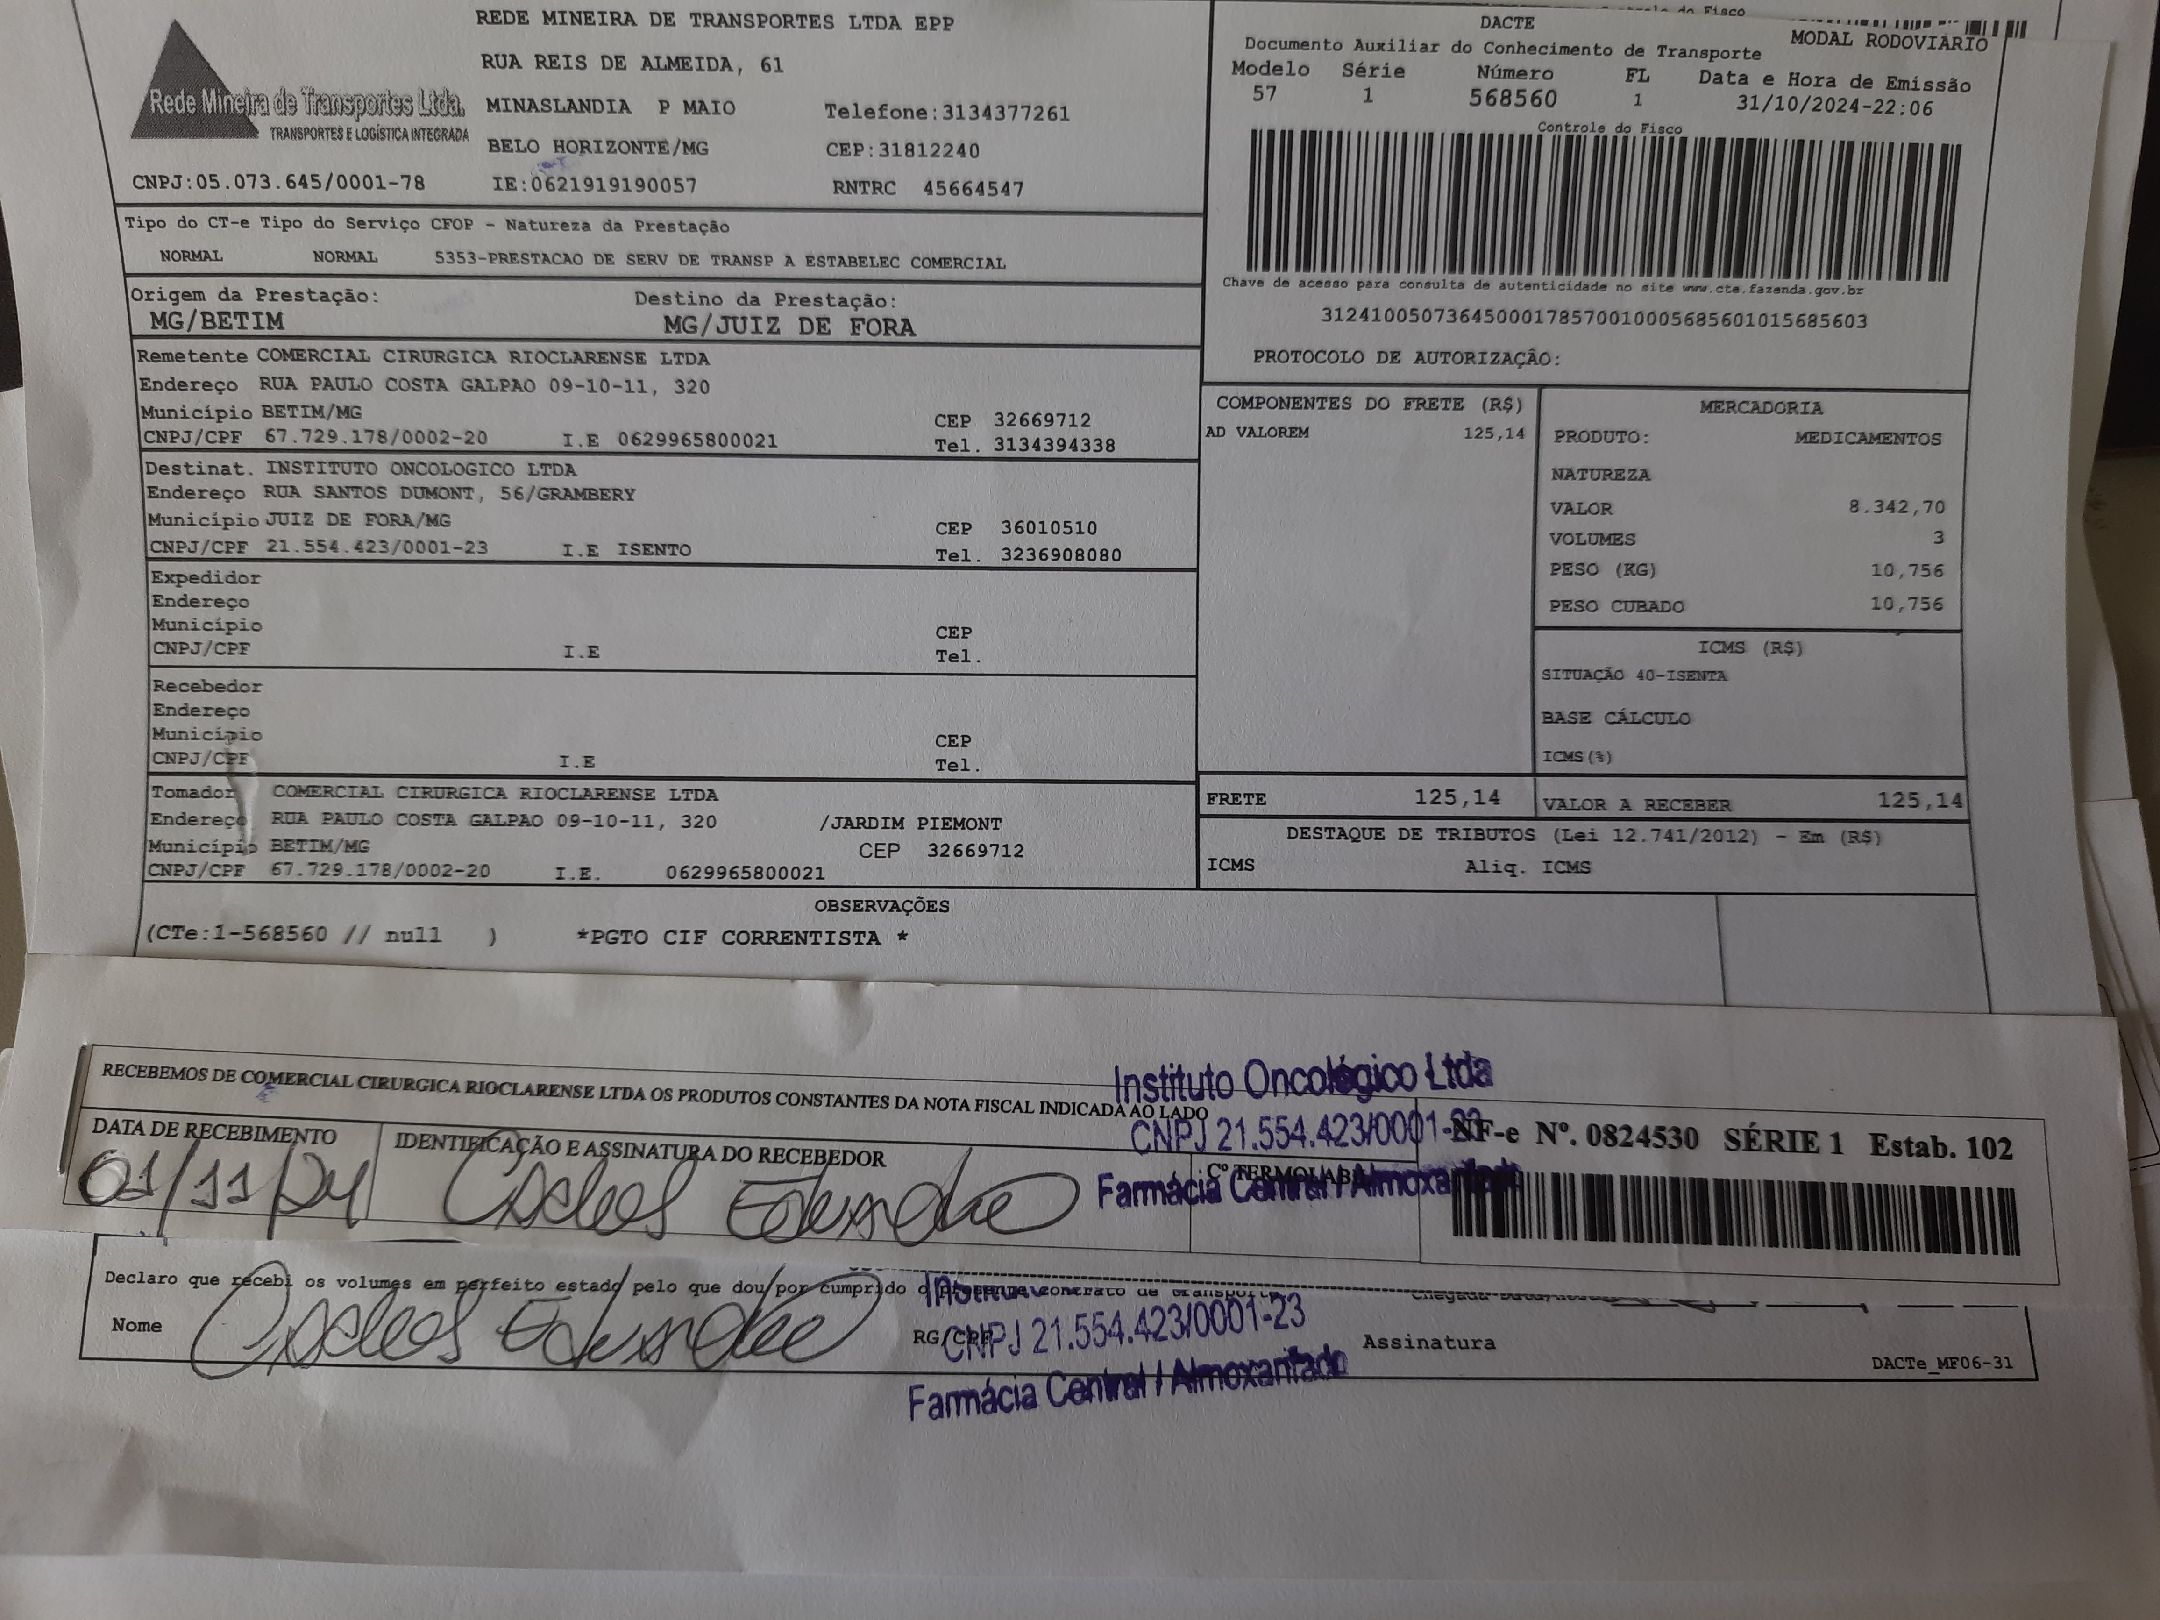 REDE MINEIRA DE TRANSPORTES LTDA EPP
RUA REIS DE ALMEIDA, 61
Rede Mineira de Transportes Ltda.
TRANSPORTES E LOGÍSTICA INTEGRADA
MINASLANDIA P MAIO Telefone:3134377261
BELO HORIZONTE/MG CEP:31812240
CNPJ:05.073.645/0001-78 IE:0621919190057 RNTRC 45664547
Controle do Fisco
DACTE
MODAL RODOVIÁRIO
Documento Auxiliar do Conhecimento de Transporte
Modelo Série Número FL Data e Hora de Emissão
57 1 568560 1 31/10/2024-22:06
Controle do Fisco
Chave de acesso para consulta de autenticidade no site www.cte.fazenda.gov.br
31241005073645000178570010005685601015685603
PROTOCOLO DE AUTORIZAÇÃO:
Tipo do CT-e Tipo do Serviço CFOP - Natureza da Prestação
NORMAL NORMAL 5353-PRESTACAO DE SERV DE TRANSP A ESTABELEC COMERCIAL
Origem da Prestação: Destino da Prestação:
MG/BETIM MG/JUIZ DE FORA
Remetente COMERCIAL CIRURGICA RIOCLARENSE LTDA
Endereço RUA PAULO COSTA GALPAO 09-10-11, 320
Município BETIM/MG CEP 32669712
CNPJ/CPF 67.729.178/0002-20 I.E 0629965800021 Tel. 3134394338
Destinat. INSTITUTO ONCOLOGICO LTDA
Endereço RUA SANTOS DUMONT, 56/GRAMBERY
Município JUIZ DE FORA/MG CEP 36010510
CNPJ/CPF 21.554.423/0001-23 I.E ISENTO Tel. 3236908080
Expedidor
Endereço
Município CEP
CNPJ/CPF I.E Tel.
Recebedor
Endereço
Município CEP
CNPJ/CPF I.E Tel.
Tomador COMERCIAL CIRURGICA RIOCLARENSE LTDA
Endereço RUA PAULO COSTA GALPAO 09-10-11, 320 /JARDIM PIEMONT
Município BETIM/MG CEP 32669712
CNPJ/CPF 67.729.178/0002-20 I.E. 0629965800021
COMPONENTES DO FRETE (R$)
AD VALOREM 125,14
MERCADORIA
PRODUTO: MEDICAMENTOS
NATUREZA
VALOR 8.342,70
VOLUMES 3
PESO (KG) 10,756
PESO CUBADO 10,756
ICMS (R$)
SITUAÇÃO 40-ISENTA
BASE CÁLCULO
ICMS(%)
FRETE 125,14 VALOR A RECEBER 125,14
DESTAQUE DE TRIBUTOS (Lei 12.741/2012) - Em (R$)
ICMS Aliq. ICMS
OBSERVAÇÕES
(CTe:1-568560 // null ) *PGTO CIF CORRENTISTA *
RECEBEMOS DE COMERCIAL CIRURGICA RIOCLARENSE LTDA OS PRODUTOS CONSTANTES DA NOTA FISCAL INDICADA AO LADO
Instituto Oncológico Ltda
CNPJ 21.554.423/0001-23
Farmácia Central / Almoxarifado
DATA DE RECEBIMENTO IDENTIFICAÇÃO E ASSINATURA DO RECEBEDOR
01/11/24
Cº TERMOLAB
NF-e Nº. 0824530 SÉRIE 1 Estab. 102
Declaro que recebi os volumes em perfeito estado pelo que dou por cumprido o presente contrato de transporte
Nome RG/CPF Assinatura
CNPJ 21.554.423/0001-23
Farmácia Central / Almoxarifado
DACTe_MF06-31